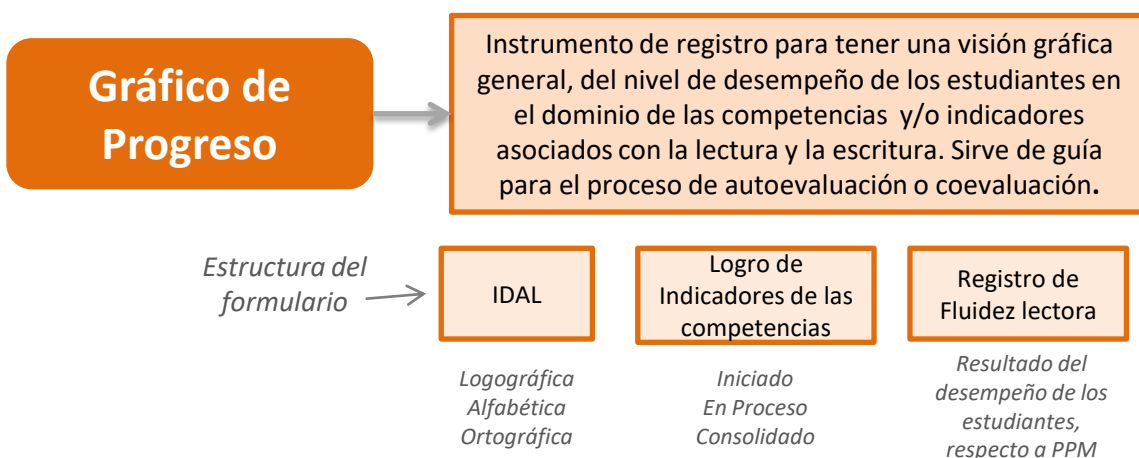 Gráfico de
Progreso
Instrumento de registro para tener una visión gráfica
general, del nivel de desempeño de los estudiantes en
el dominio de las competencias y/o indicadores
asociados con la lectura y la escritura. Sirve de guía
para el proceso de autoevaluación o coevaluación.
Estructura del
formulario
IDAL
Logro de
Indicadores de las
competencias
Registro de
Fluidez lectora
Logográfica
Alfabética
Ortográfica
Iniciado
En Proceso
Consolidado
Resultado del
desempeño de los
estudiantes,
respecto a PPM